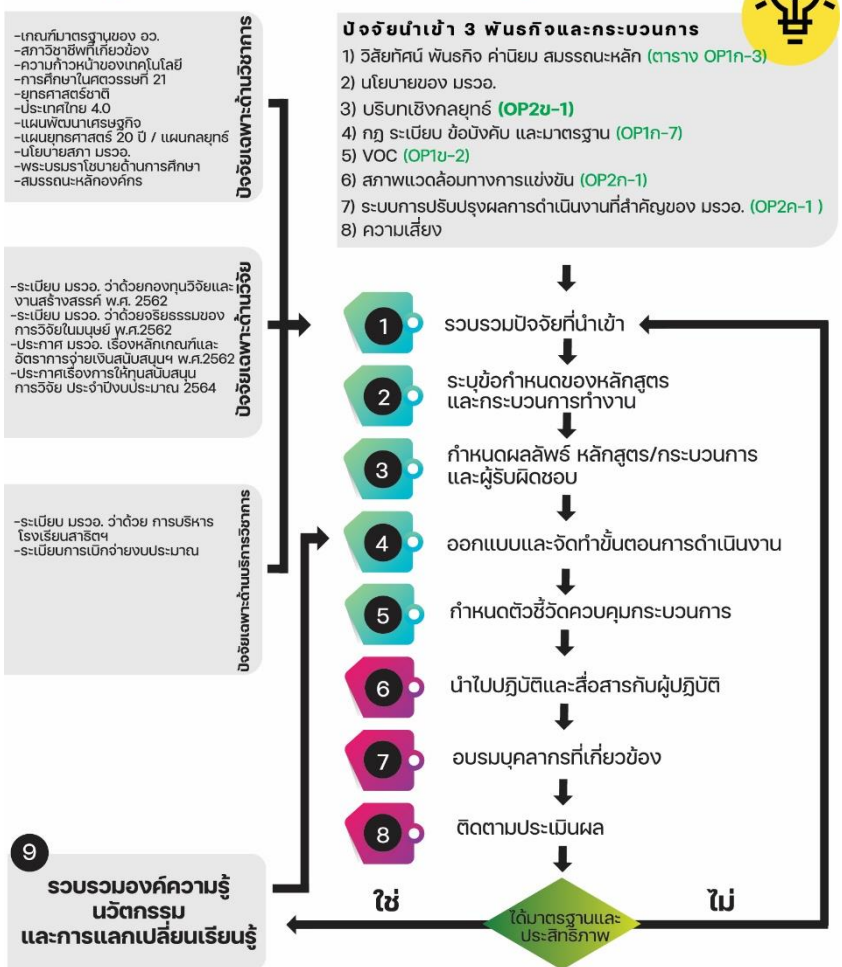 ปัจจัยเฉพาะด้านวิชาการ
-เกณฑ์มาตรฐานของ อว.
-สภาวิชาชีพที่เกี่ยวข้อง
-ความก้าวหน้าของเทคโนโลยี
-การศึกษาในศตวรรษที่ 21
-ยุทธศาสตร์ชาติ
-ประเทศไทย 4.0
-แผนพัฒนาเศรษฐกิจ
-แผนยุทธศาสตร์ 20 ปี / แผนกลยุทธ์
-นโยบายสภา มรวอ.
-พระบรมราโชบายด้านการศึกษา
-สมรรถนะหลักองค์กร
ปัจจัยนำเข้า 3 พันธกิจและกระบวนการ
1) วิสัยทัศน์ พันธกิจ ค่านิยม สมรรถนะหลัก (ตาราง OP1ก-3)
2) นโยบายของ มรวอ.
3) บริบทเชิงกลยุทธ์ (OP2ข-1)
4) กฎ ระเบียบ ข้อบังคับ และมาตรฐาน (OP1ก-7)
5) VOC (OP1ข-2)
6) สภาพแวดล้อมทางการแข่งขัน (OP2ก-1)
7) ระบบการปรับปรุงผลการดำเนินงานที่สำคัญของ มรวอ. (OP2ค-1 )
8) ความเสี่ยง
ปัจจัยเฉพาะด้านวิจัย
-ระเบียบ มรวอ. ว่าด้วยกองทุนวิจัยและ
งานสร้างสรรค์ พ.ศ. 2562
-ระเบียบ มรวอ. ว่าด้วยจริยธรรมของ
การวิจัยในมนุษย์ พ.ศ.2562
-ประกาศ มรวอ. เรื่องหลักเกณฑ์และ
อัตราการจ่ายเงินสนับสนุนฯ พ.ศ.2562
-ประกาศเรื่องการให้ทุนสนับสนุน
การวิจัย ประจำปีงบประมาณ 2564
ปัจจัยเฉพาะด้านบริการวิชาการ
-ระเบียบ มรวอ. ว่าด้วย การบริหาร
โรงเรียนสาธิตฯ
-ระเบียบการเบิกจ่ายงบประมาณ
1 รวบรวมปัจจัยที่นำเข้า
2 ระบุข้อกำหนดของหลักสูตร
และกระบวนการทำงาน
3 กำหนดผลลัพธ์ หลักสูตร/กระบวนการ
และผู้รับผิดชอบ
4 ออกแบบและจัดทำขั้นตอนการดำเนินงาน
5 กำหนดตัวชี้วัดควบคุมกระบวนการ
6 นำไปปฏิบัติและสื่อสารกับผู้ปฏิบัติ
7 อบรมบุคลากรที่เกี่ยวข้อง
8 ติดตามประเมินผล
ได้มาตรฐานและ
ประสิทธิภาพ
ใช่
ไม่
9
รวบรวมองค์ความรู้
นวัตกรรม
และการแลกเปลี่ยนเรียนรู้